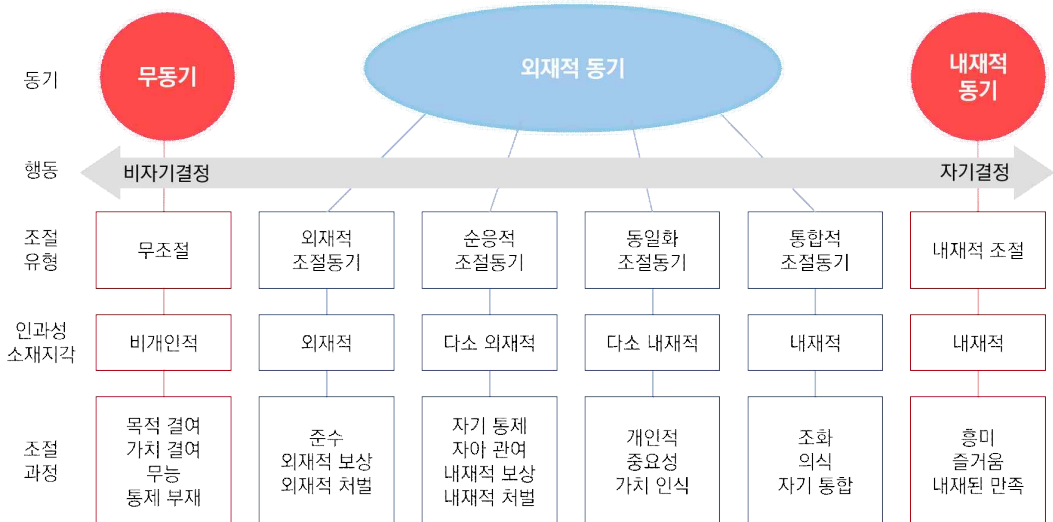 동기
무동기
외재적 동기
내재적
동기
행동
비자기결정
자기결정
조절
유형
무조절
외재적
조절동기
순응적
조절동기
동일화
조절동기
통합적
조절동기
내재적 조절
인과성
소재지각
비개인적
외재적
다소 외재적
다소 내재적
내재적
내재적
조절
과정
목적 결여
가치 결여
무능
통제 부재
준수
외재적 보상
외재적 처벌
자기 통제
자아 관여
내재적 보상
내재적 처벌
개인적
중요성
가치 인식
조화
의식
자기 통합
흥미
즐거움
내재된 만족